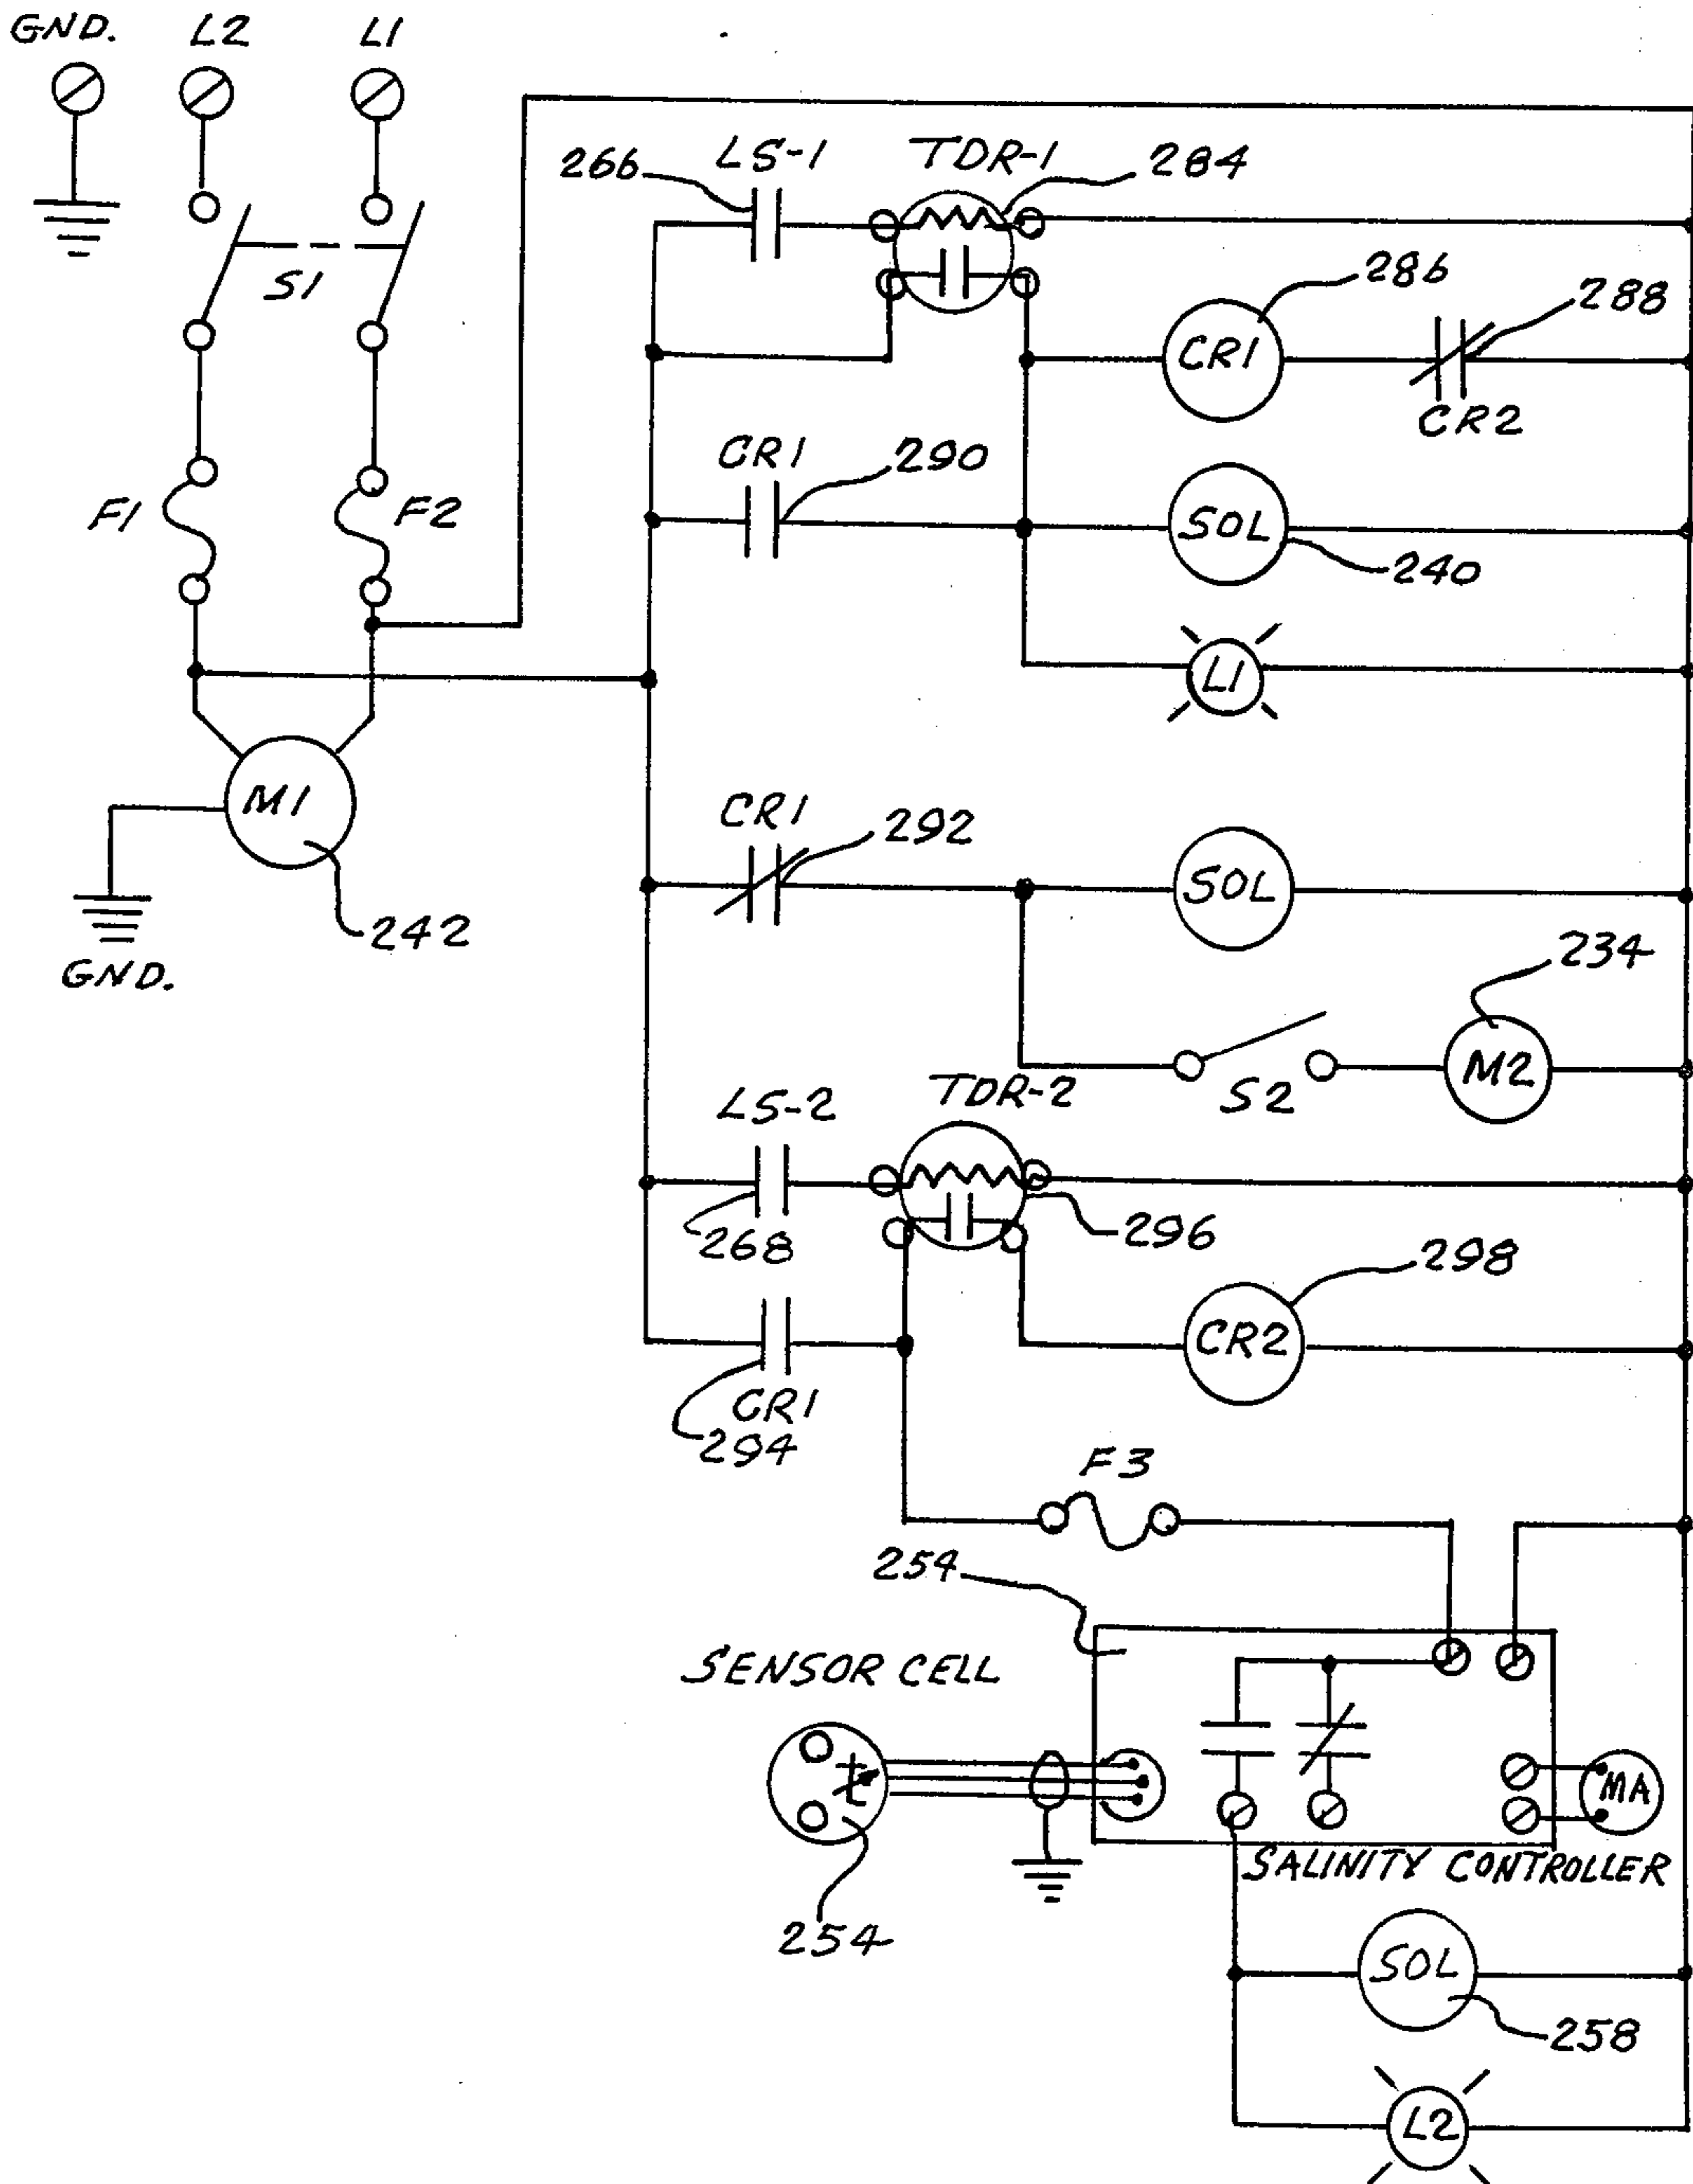 GND. L2 L1
LS-1 TDR-1
266 284
S1
286
288
CR1
CR2
CR1 290
F1 F2
SOL
240
L1
M1
242
GND.
CR1
292
SOL
234
S2 M2
LS-2 TDR-2
268
296
298
CR2
CR1
294
F3
254
SENSOR CELL
t
MA
SALINITY CONTROLLER
254
SOL
258
L2